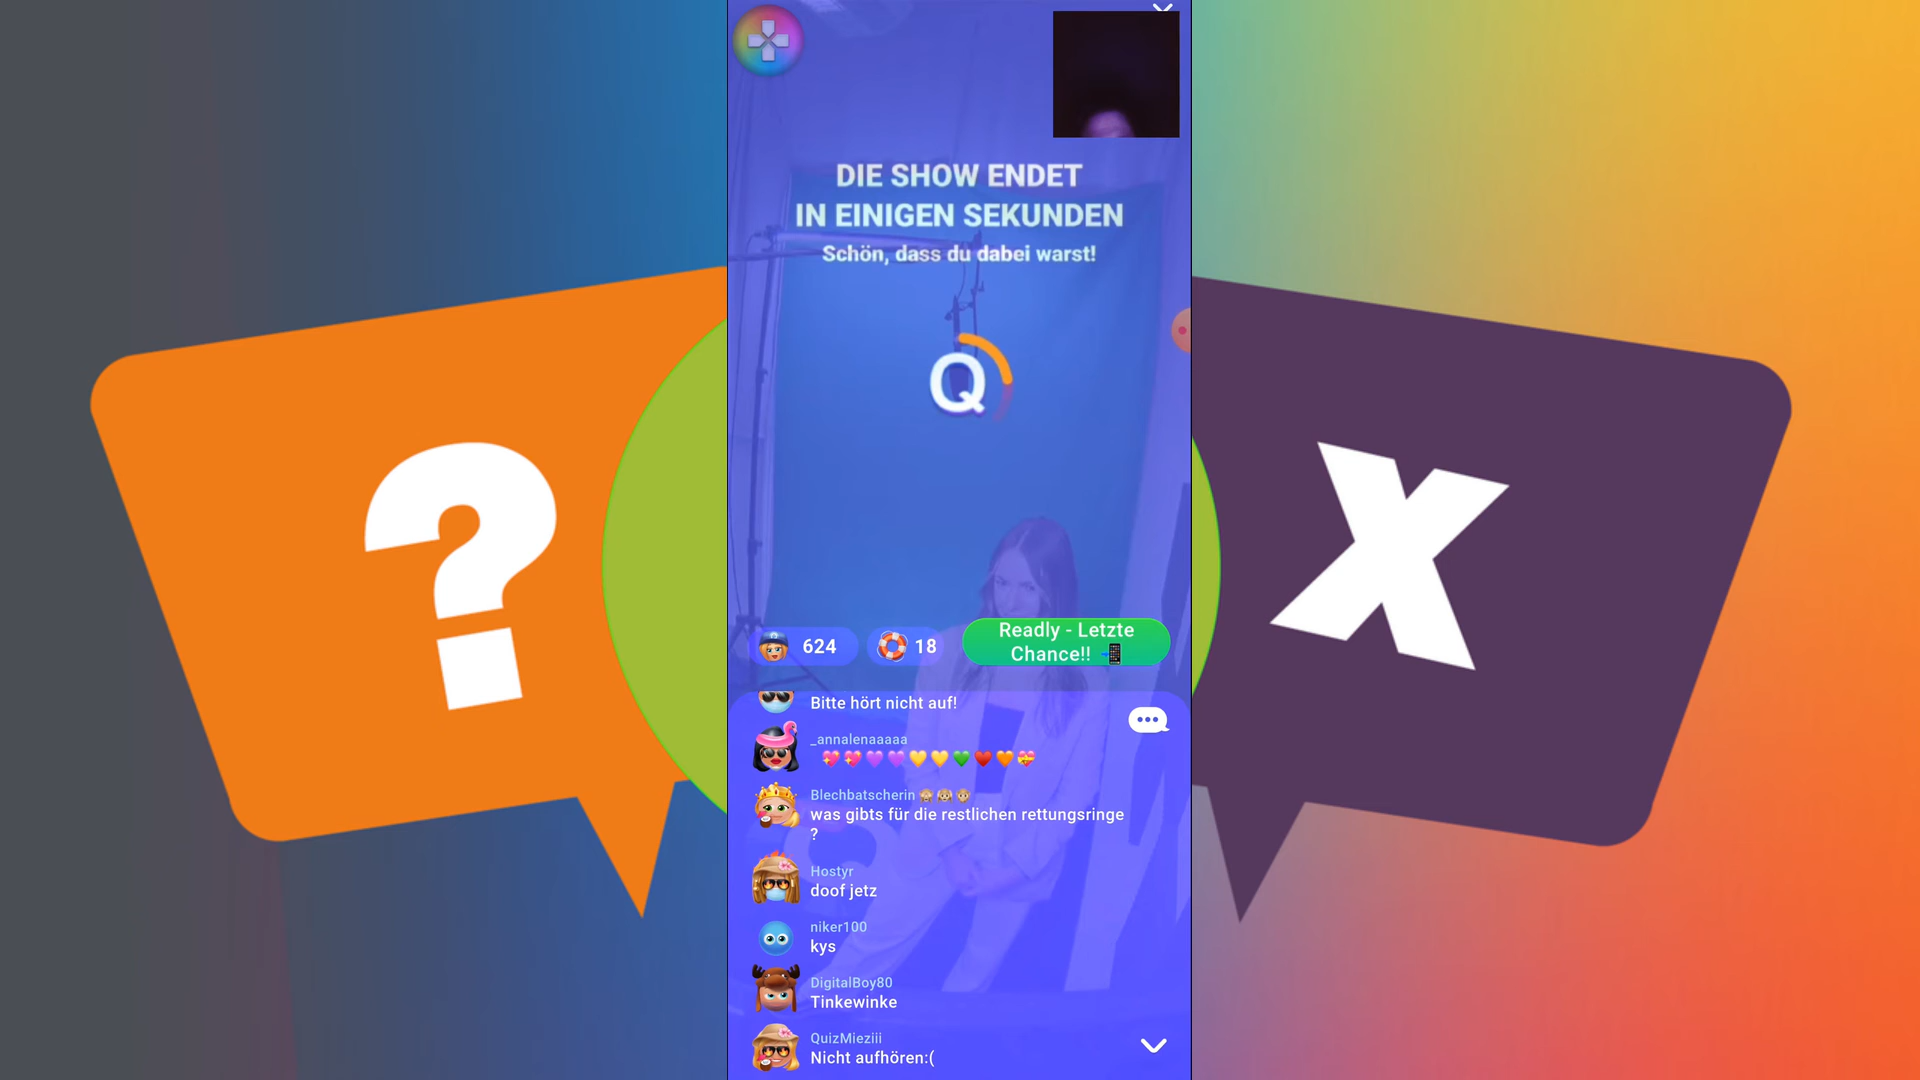 DIE SHOW ENDET
IN EINIGEN SEKUNDEN
Schön, dass du dabei warst!
Q
?
X
624
18
Readly - Letzte
Chance!! 📲
Bitte hört nicht auf!
_annalenaaaaa
💖💖💜💜💛💛💚❤️🧡💝
Blechbatscherin 🙈🙉🙊
was gibts für die restlichen rettungsringe
?
Hostyr
doof jetz
niker100
kys
DigitalBoy80
Tinkewinke
QuizMieziii
Nicht aufhören:(